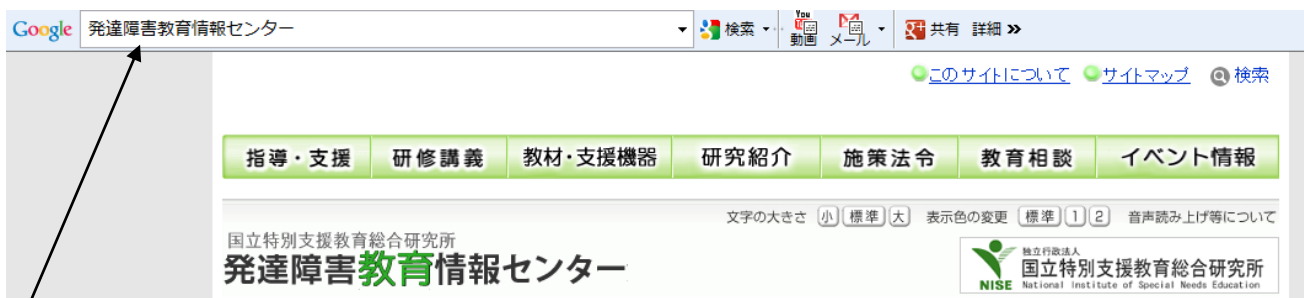 Google 発達障害教育情報センター 検索 You 動画 メール 共有 詳細 »
このサイトについて サイトマップ 検索
指導・支援 研修講義 教材・支援機器 研究紹介 施策法令 教育相談 イベント情報
文字の大きさ 小 標準 大 表示色の変更 標準 1 2 音声読み上げ等について
国立特別支援教育総合研究所
発達障害教育情報センター
独立行政法人
国立特別支援教育総合研究所
NISE National Institute of Special Needs Education